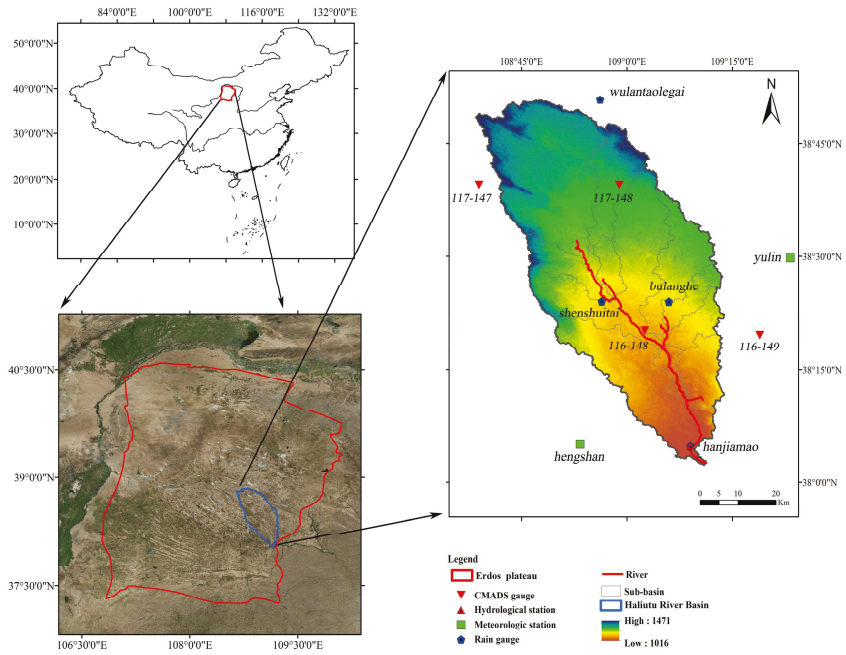 84°0'0"E 100°0'0"E 116°0'0"E 132°0'0"E
50°0'0"N
40°0'0"N
30°0'0"N
20°0'0"N
10°0'0"N
0°0'0"
40°30'0"N
39°0'0"N
37°30'0"N
106°30'0"E 108°0'0"E 109°30'0"E
108°45'0"E 109°0'0"E 109°15'0"E
N
wulantaolegai
38°45'0"N
117-147
117-148
38°30'0"N
yulin
bulanghe
shenshuitai
116-148
116-149
38°15'0"N
hengshan
hanjiamao
38°0'0"N
0 5 10 20
Km
Legend
Erdos plateau
CMADS gauge
Hydrological station
Meteorologic station
Rain gauge
River
Sub-basin
Haliutu River Basin
High : 1471
Low : 1016